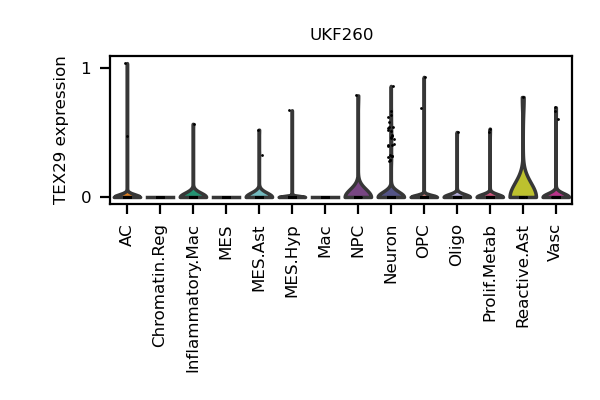 UKF260
TEX29 expression
1
0
AC
Chromatin.Reg
Inflammatory.Mac
MES
MES.Ast
MES.Hyp
Mac
NPC
Neuron
OPC
Oligo
Prolif.Metab
Reactive.Ast
Vasc